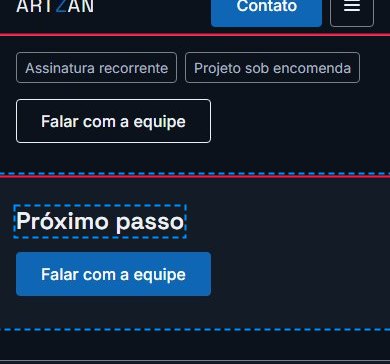 ARTZAN
Contato
Assinatura recorrente
Projeto sob encomenda
Falar com a equipe
Próximo passo
Falar com a equipe